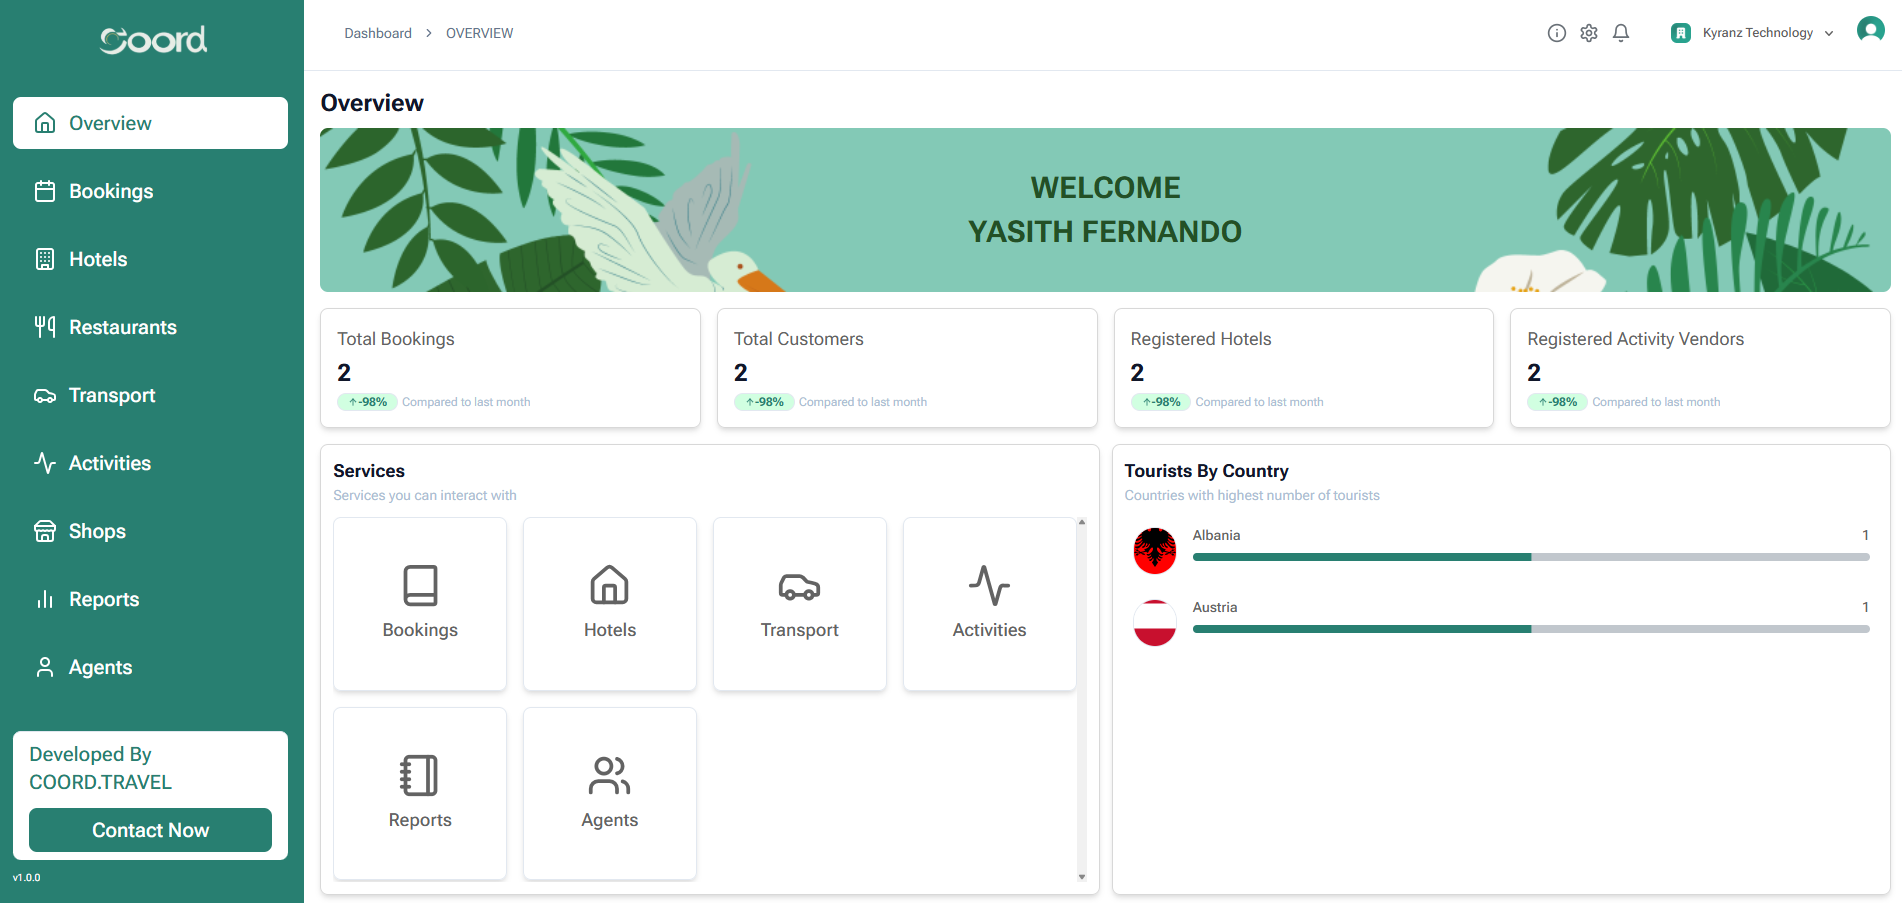 Coord
Dashboard > OVERVIEW
Kyranz Technology
Overview
Bookings
Hotels
Restaurants
Transport
Activities
Shops
Reports
Agents
Developed By
COORD.TRAVEL
Contact Now
v1.0.0
Overview
WELCOME
YASITH FERNANDO
Total Bookings
2
↑-98% Compared to last month
Total Customers
2
↑-98% Compared to last month
Registered Hotels
2
↑-98% Compared to last month
Registered Activity Vendors
2
↑-98% Compared to last month
Services
Services you can interact with
Bookings
Hotels
Transport
Activities
Reports
Agents
Tourists By Country
Countries with highest number of tourists
Albania 1
Austria 1